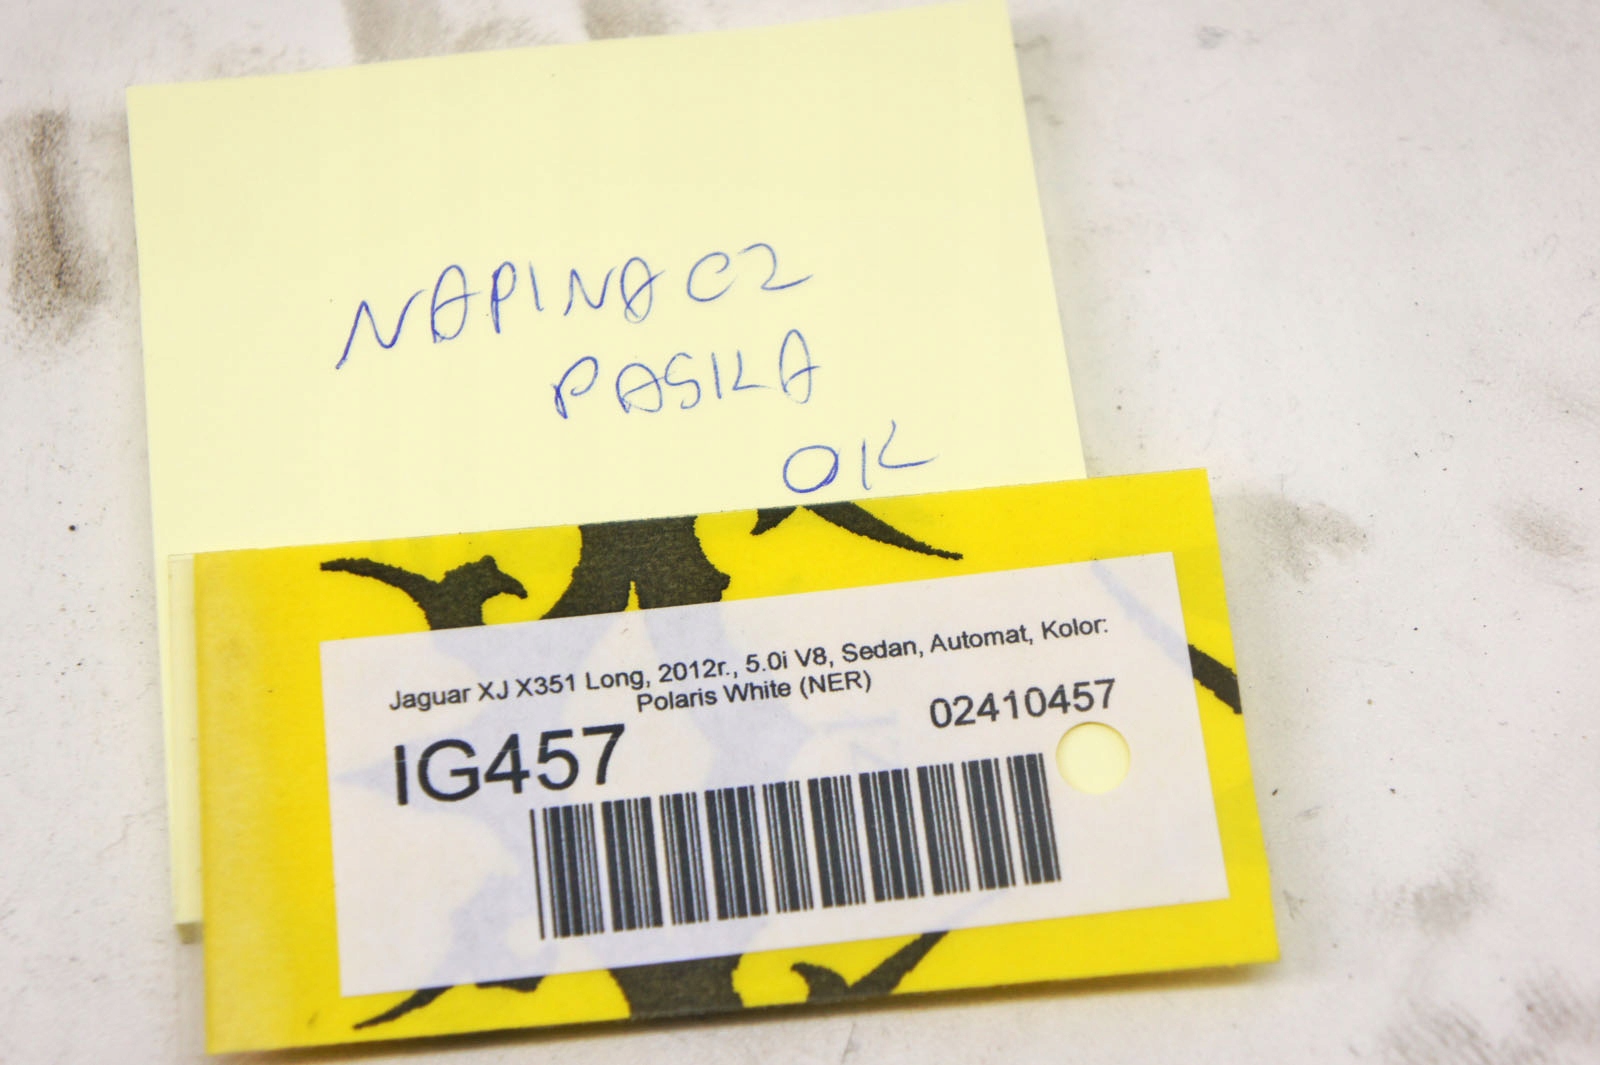 NAPINACZ
PASKA
OK
Jaguar XJ X351 Long, 2012r., 5.0i V8, Sedan, Automat, Kolor:
Polaris White (NER)
IG457
02410457